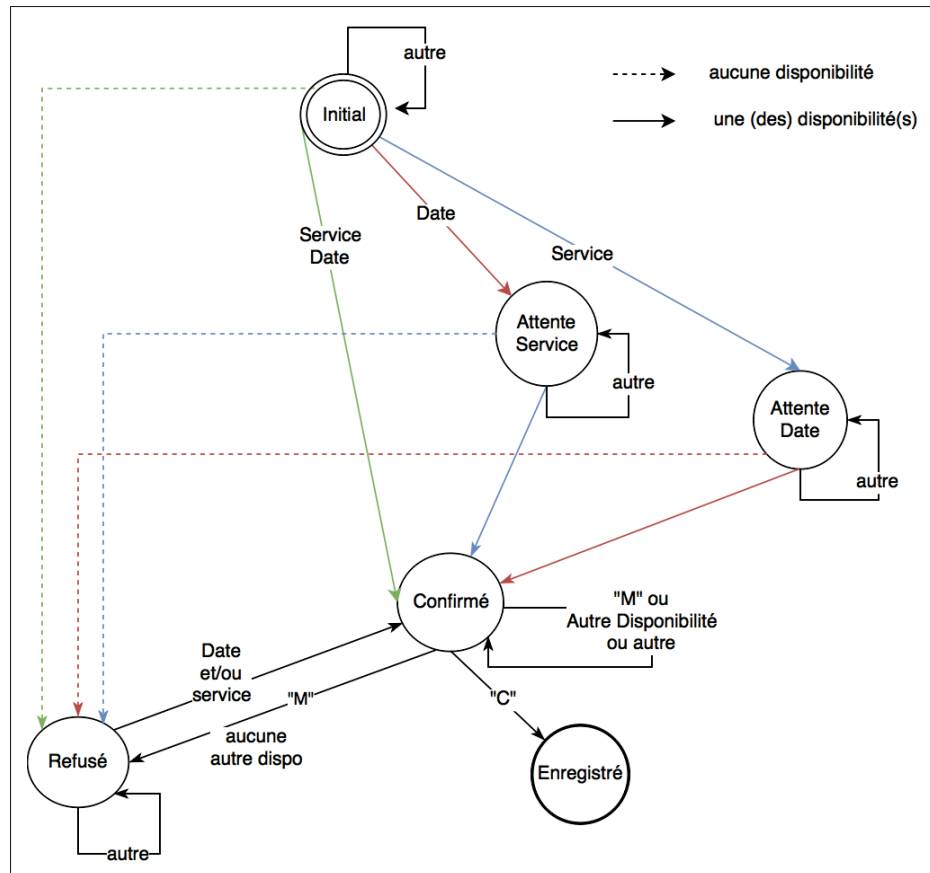 autre
aucune disponibilité
Initial
une (des) disponibilité(s)
Date
Service
Date
Service
Attente
Service
autre
Attente
Date
autre
Confirmé
"M" ou
Autre Disponibilité
ou autre
Date
et/ou
service
"M"
"C"
aucune
autre dispo
Refusé
Enregistré
autre